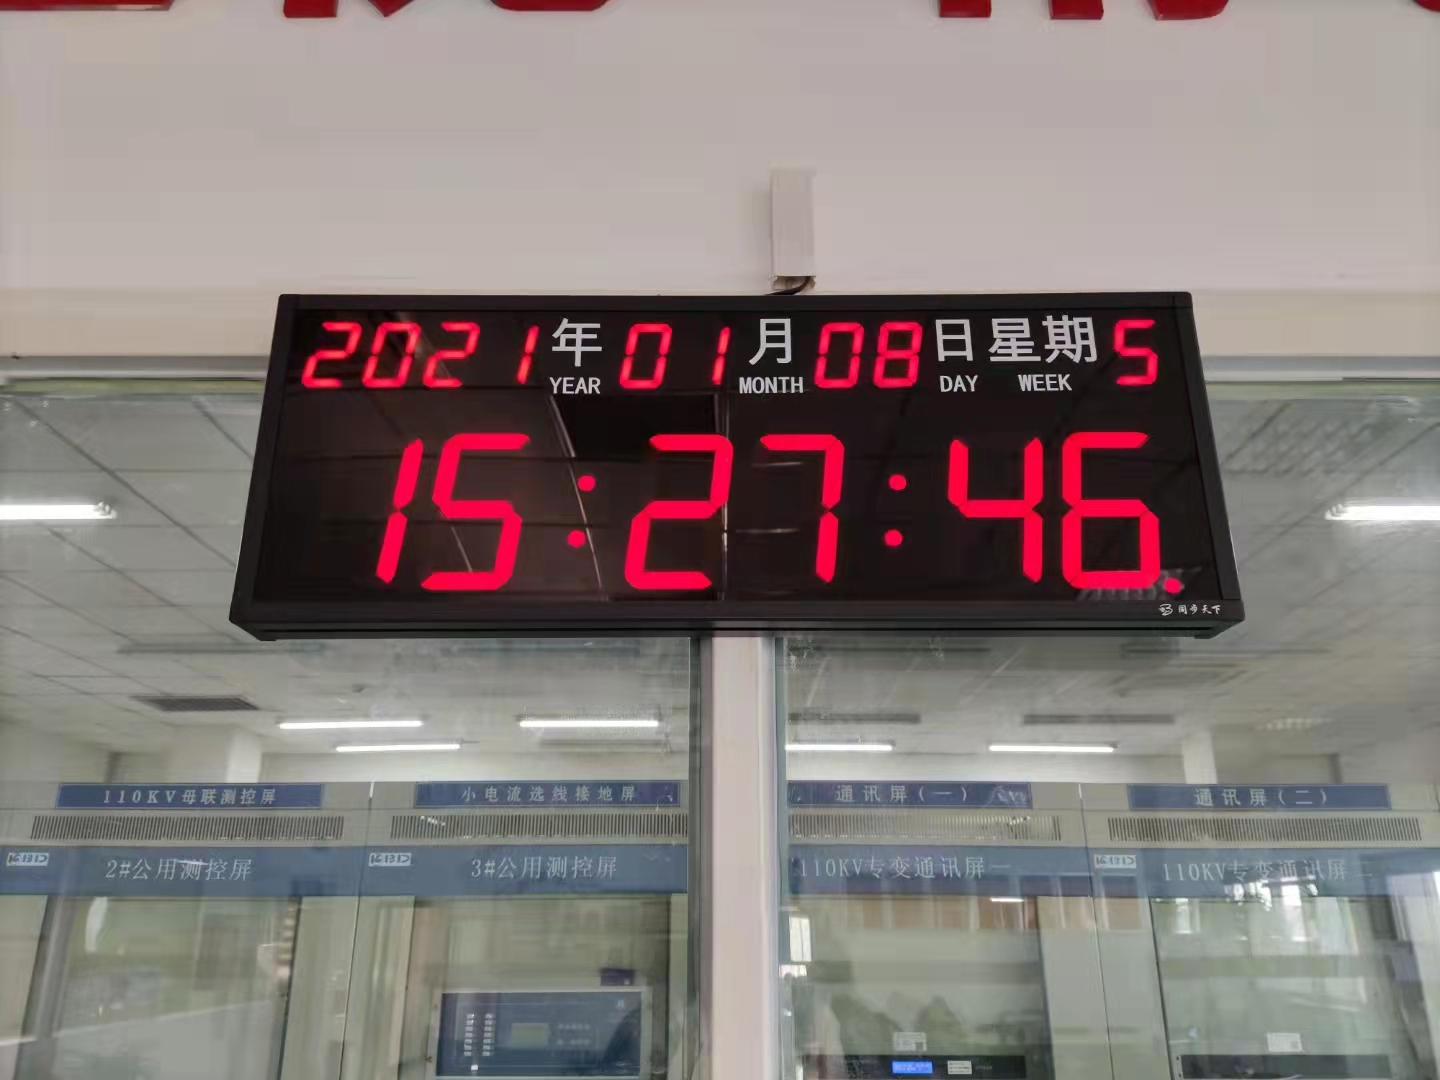 2021年01月08日星期5
YEAR MONTH DAY WEEK
15:27:46.
同步天下
110KV母联测控屏
小电流选线接地屏
通讯屏(一)
通讯屏(二)
2#公用测控屏
3#公用测控屏
110KV专变通讯屏一
110KV专变通讯屏二